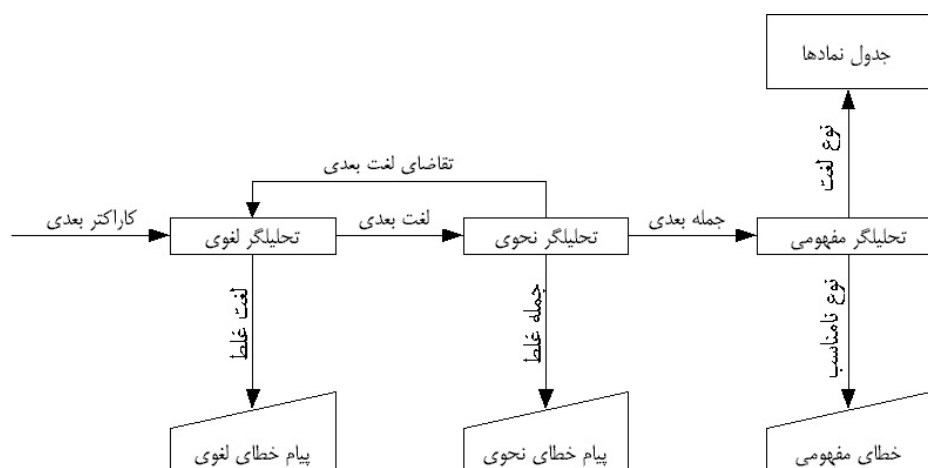 جدول نمادها
نوع لغت
تقاضای لغت بعدی
کاراکتر بعدی
تحلیلگر لغوی
لغت بعدی
تحلیلگر نحوی
جمله بعدی
تحلیلگر مفهومی
لغت غلط
جمله غلط
نوع نامناسب
پیام خطای لغوی
پیام خطای نحوی
خطای مفهومی